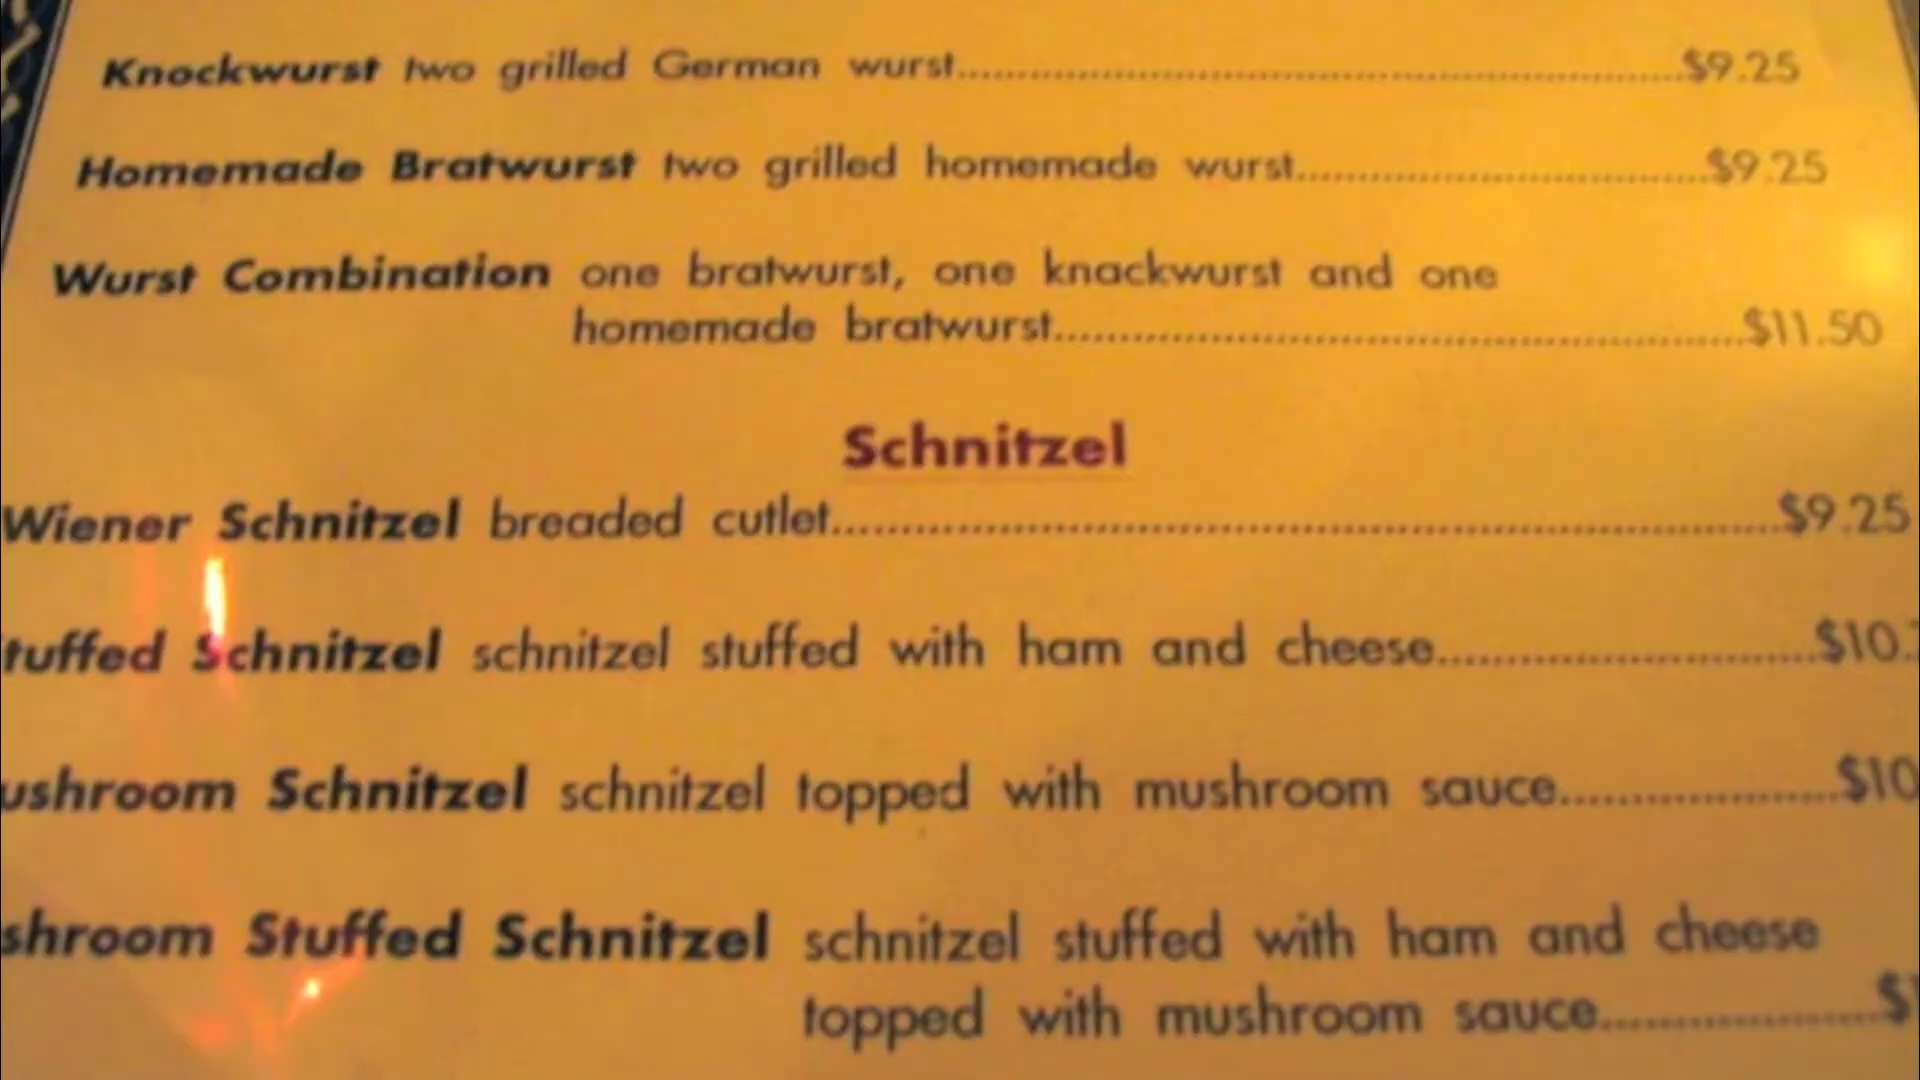 Knockwurst two grilled German wurst..........$9.25
Homemade Bratwurst two grilled homemade wurst..........$9.25
Wurst Combination one bratwurst, one knackwurst and one
homemade bratwurst..........$11.50
Schnitzel
Wiener Schnitzel breaded cutlet..........$9.25
tuffed Schnitzel schnitzel stuffed with ham and cheese..........$10.
ushroom Schnitzel schnitzel topped with mushroom sauce..........$10
shroom Stuffed Schnitzel schnitzel stuffed with ham and cheese
topped with mushroom sauce..........$